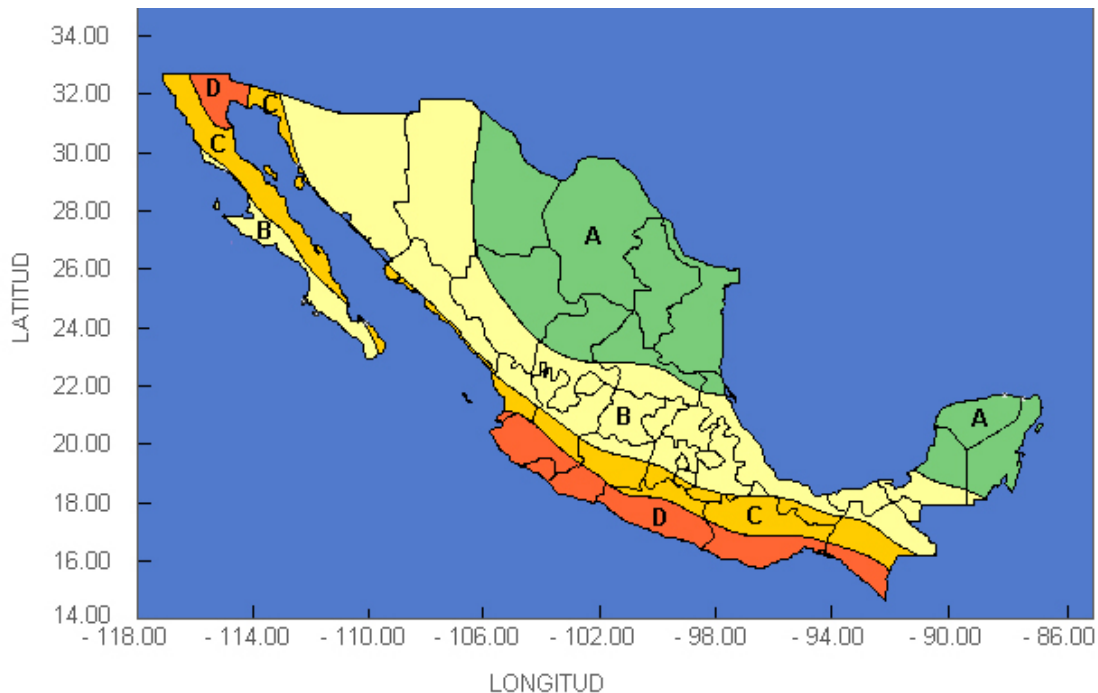 34.00
32.00
30.00
28.00
26.00
24.00
22.00
20.00
18.00
16.00
14.00
LATITUD
D
C
C
B
A
B
A
D
C
- 118.00 - 114.00 - 110.00 - 106.00 - 102.00 - 98.00 - 94.00 - 90.00 - 86.00
LONGITUD